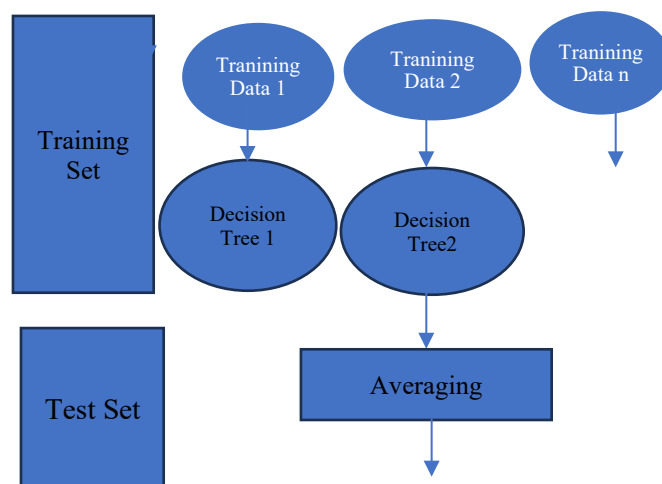 Tranining
Data 1
Tranining
Data 2
Tranining
Data n
Training
Set
Decision
Tree 1
Decision
Tree2
Averaging
Test Set